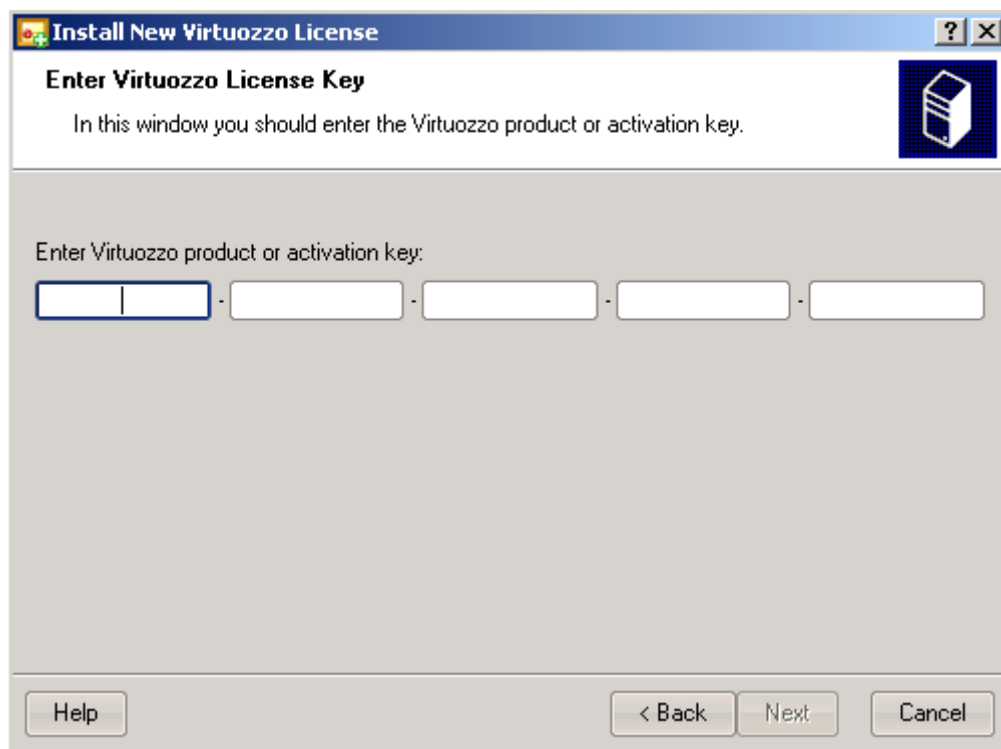 Install New Virtuozzo License
Enter Virtuozzo License Key
In this window you should enter the Virtuozzo product or activation key.
Enter Virtuozzo product or activation key:
- - - -
Help < Back Next Cancel